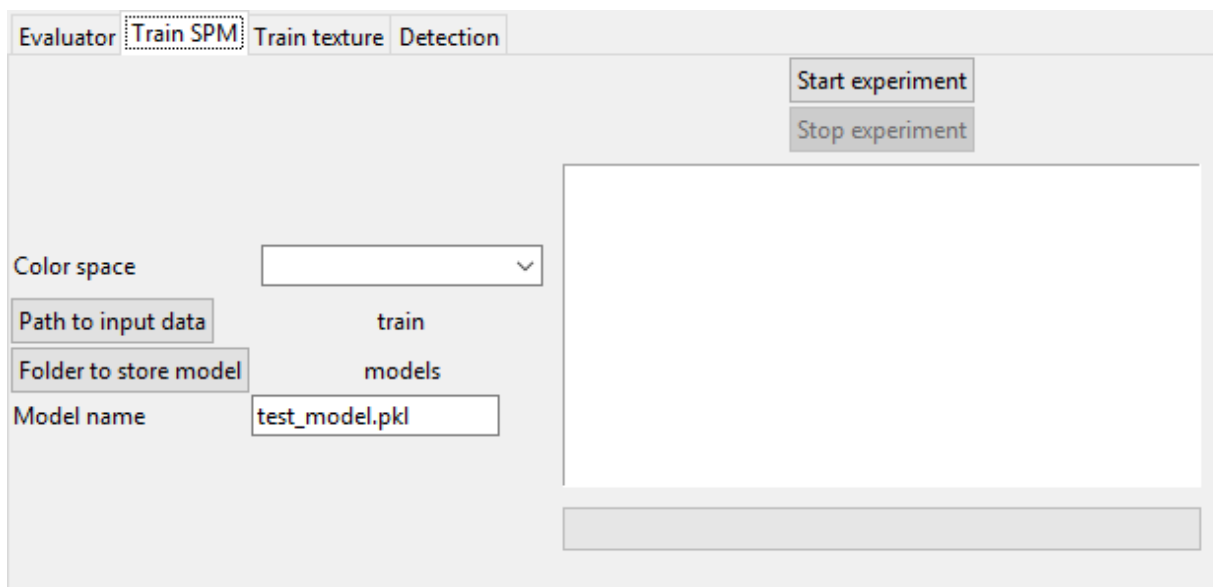 Evaluator Train SPM Train texture Detection
Start experiment
Stop experiment
Color space
Path to input data train
Folder to store model models
Model name test_model.pkl